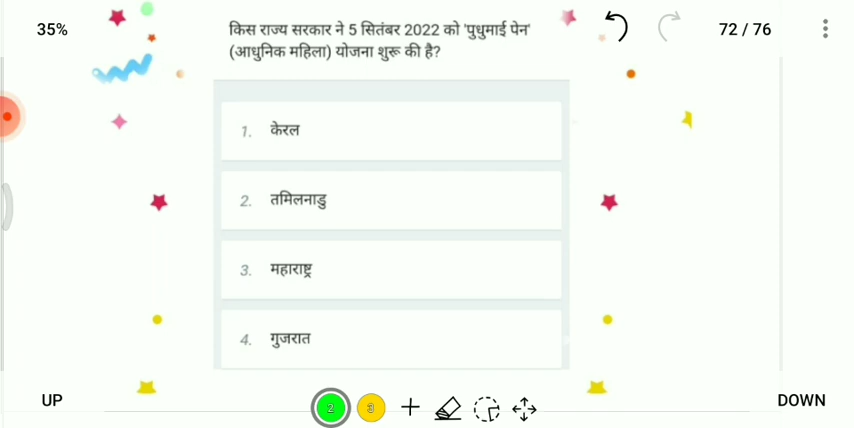 35%
किस राज्य सरकार ने 5 सितंबर 2022 को 'पुधुमाई पेन'
72 / 76
(आधुनिक महिला) योजना शुरू की है?
1. केरल
2. तमिलनाडु
3. महाराष्ट्र
4. गुजरात
UP
2
3
DOWN